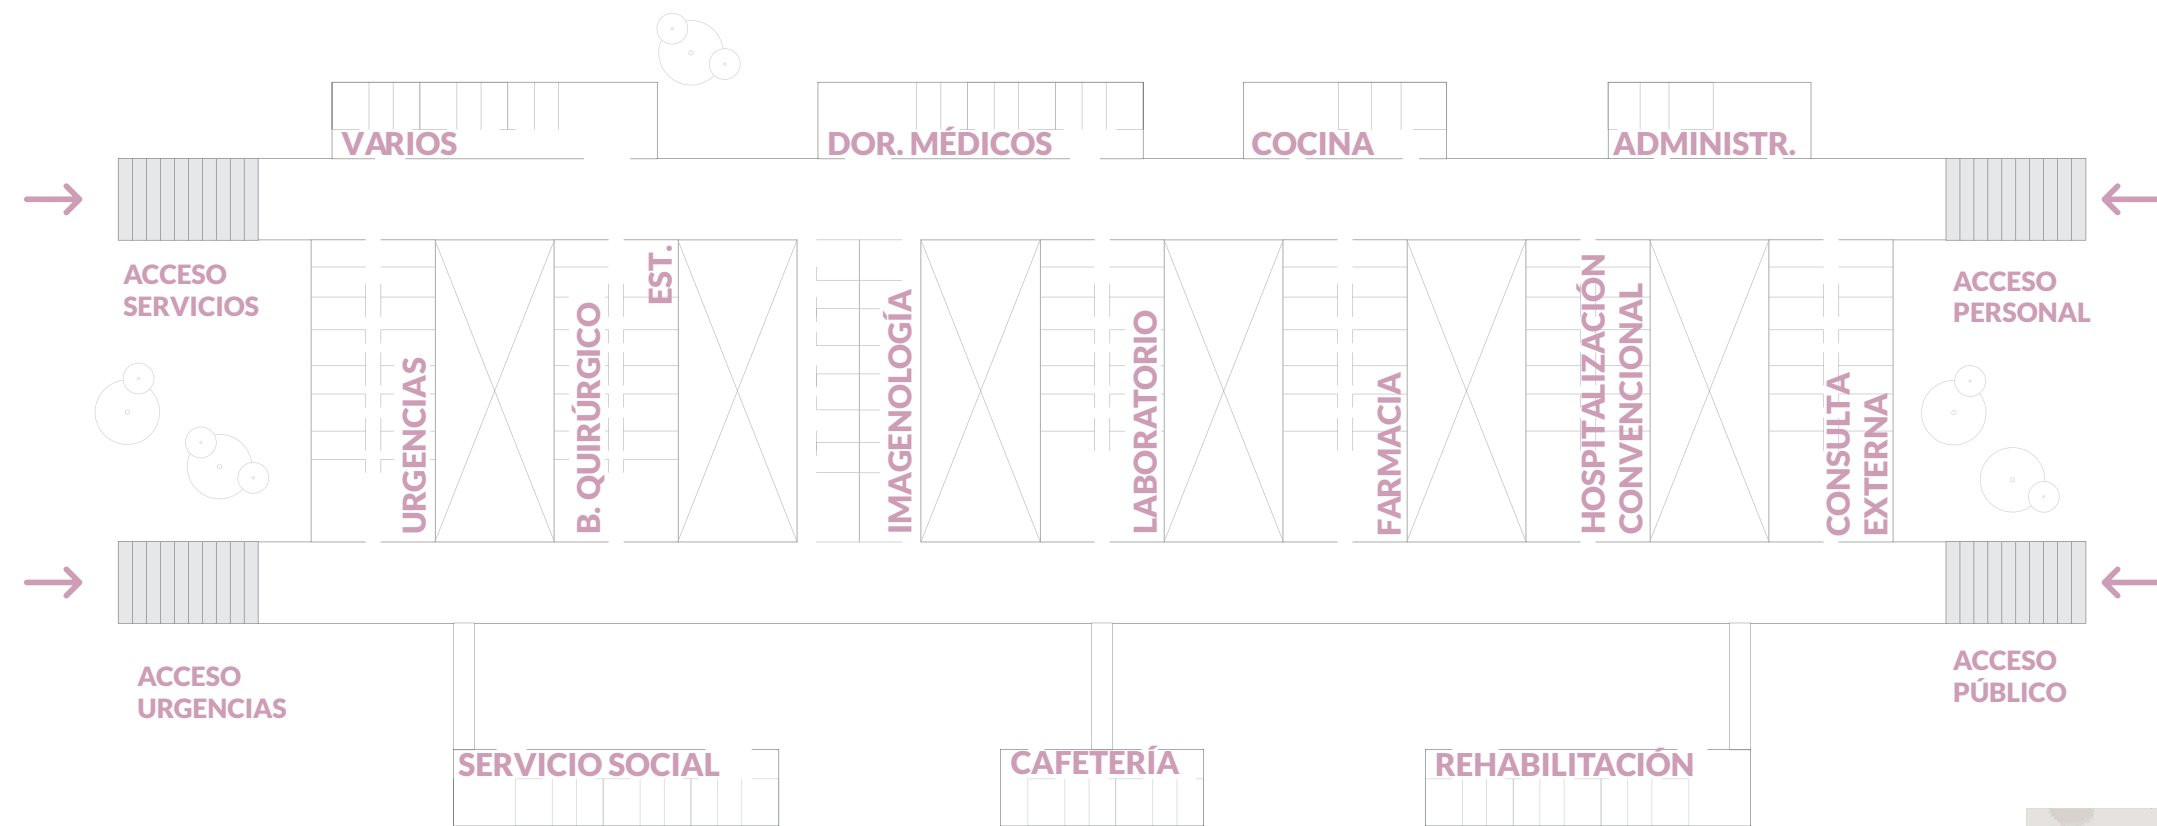 VARIOS
DOR. MÉDICOS
COCINA
ADMINISTR.
ACCESO
SERVICIOS
ACCESO
PERSONAL
URGENCIAS
B. QUIRÚRGICO
EST.
IMAGENOLOGÍA
LABORATORIO
FARMACIA
HOSPITALIZACIÓN
CONVENCIONAL
CONSULTA
EXTERNA
ACCESO
URGENCIAS
ACCESO
PÚBLICO
SERVICIO SOCIAL
CAFETERÍA
REHABILITACIÓN